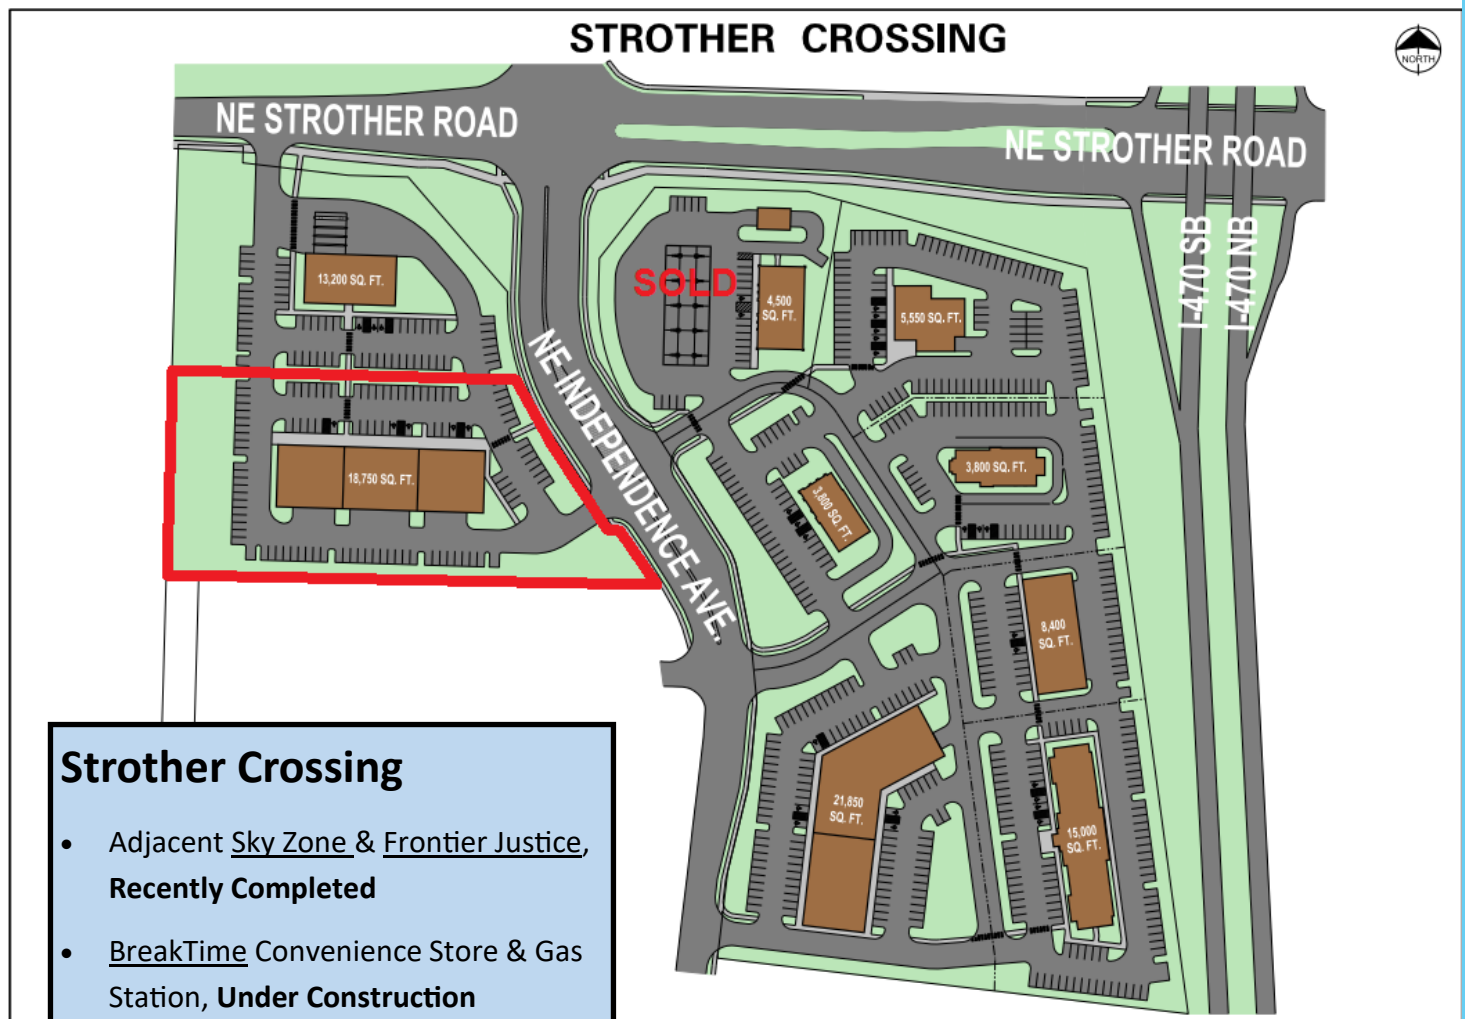 STROTHER CROSSING
NORTH
NE STROTHER ROAD
NE STROTHER ROAD
I-470 SB
I-470 NB
13,200 SQ. FT.
SOLD
4,500
SQ. FT.
5,550 SQ. FT.
NE INDEPENDENCE AVE.
18,750 SQ. FT.
3,800 SQ. FT.
3,800 SQ. FT.
8,400
SQ. FT.
21,850
SQ. FT.
15,000
SQ. FT.
Strother Crossing
• Adjacent Sky Zone & Frontier Justice,
Recently Completed
• BreakTime Convenience Store & Gas
Station, Under Construction